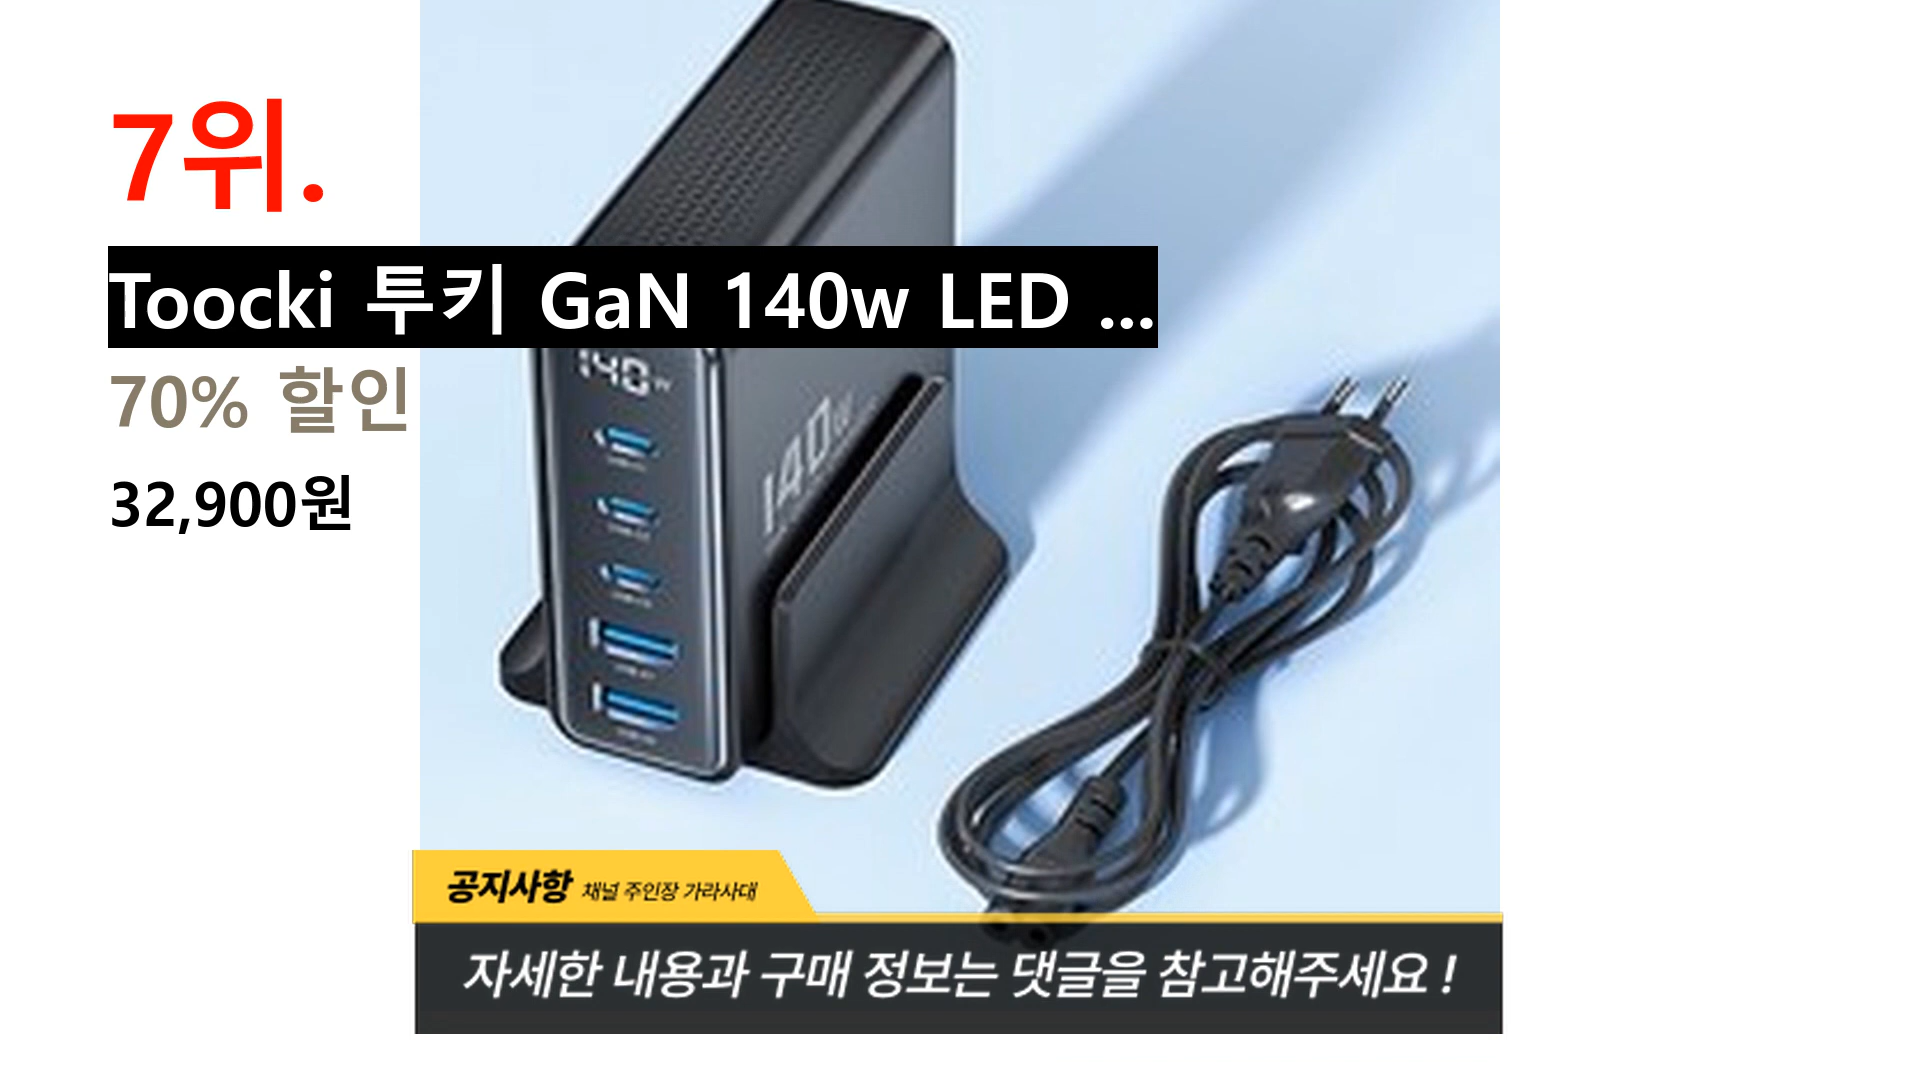 7위.
Toocki 투키 GaN 140w LED ...
70% 할인
32,900원
140W
140W
공지사항 채널 주인장 가라사대
자세한 내용과 구매 정보는 댓글을 참고해주세요 !